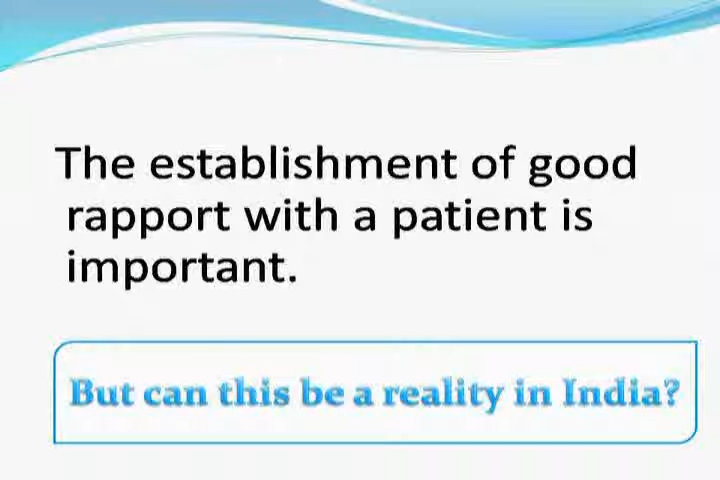 The establishment of good
rapport with a patient is
important.
But can this be a reality in India?